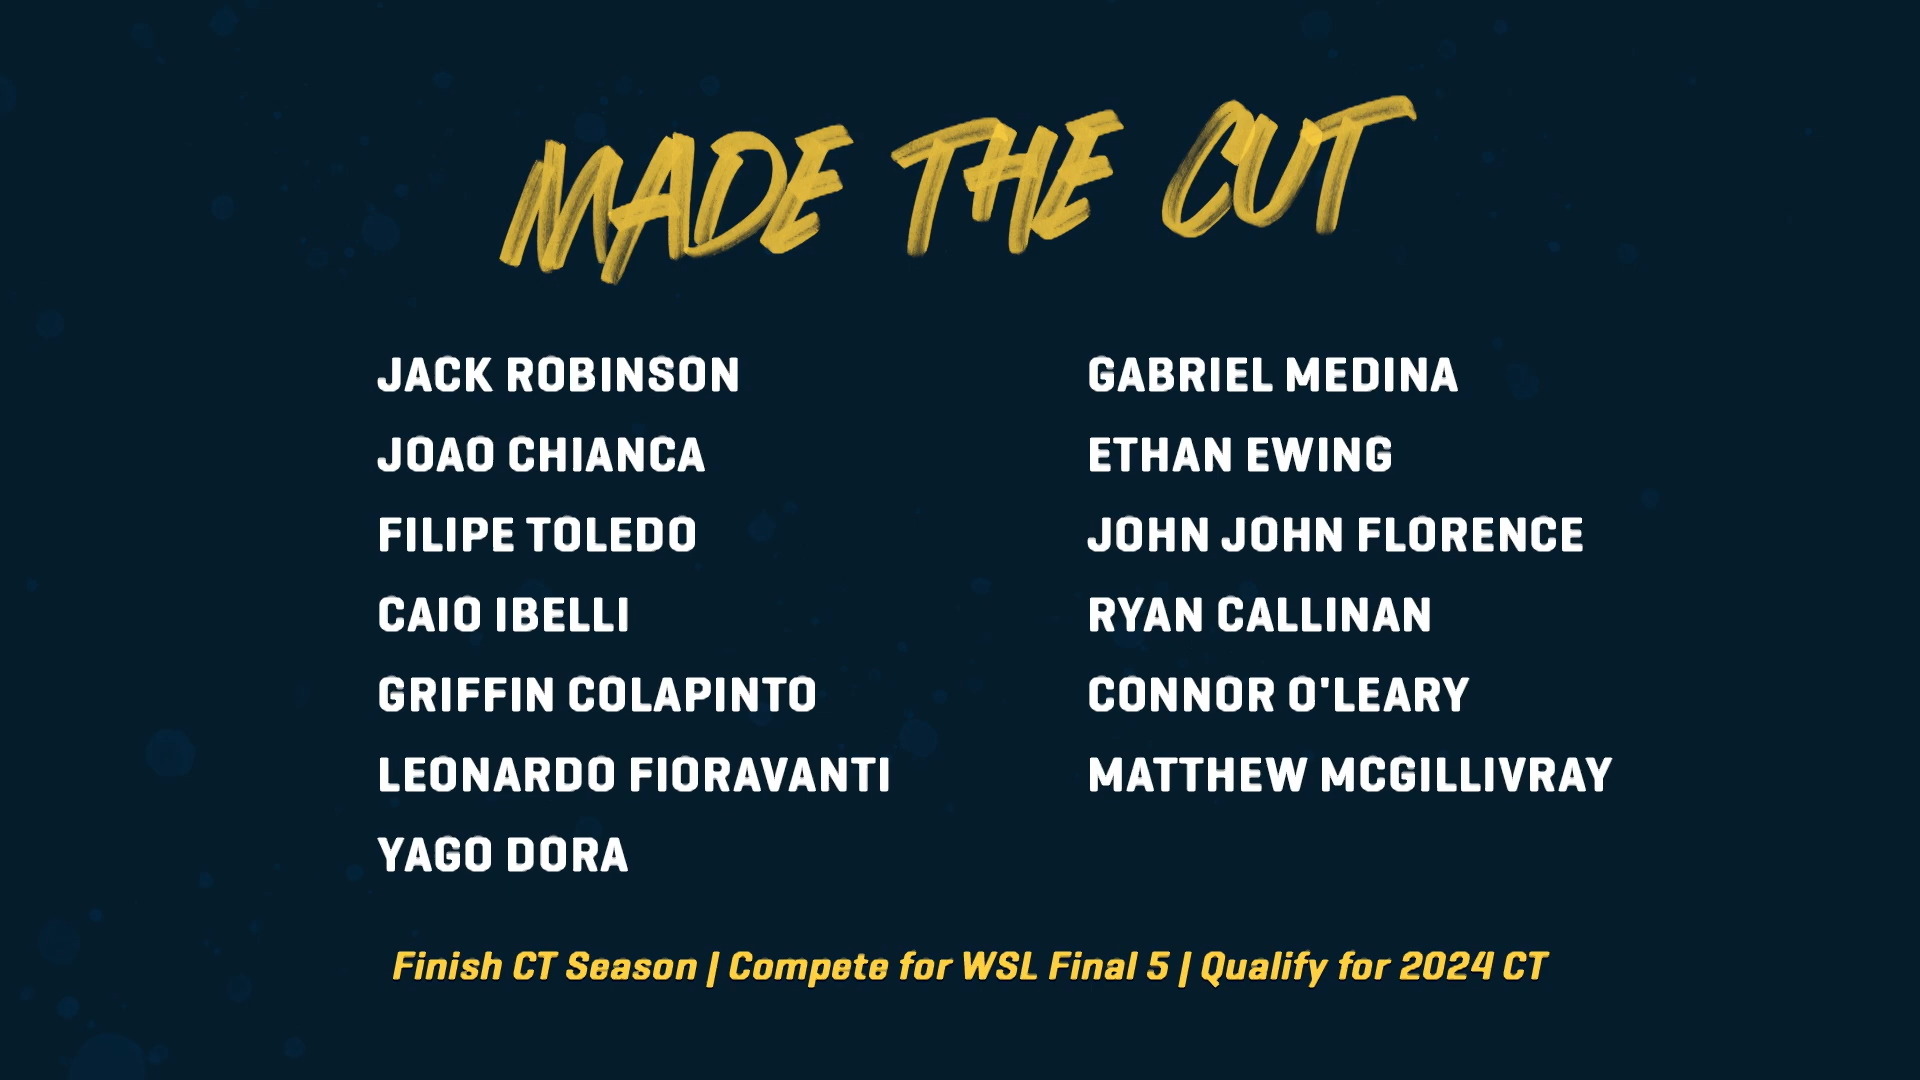 MADE THE CUT
JACK ROBINSON
JOAO CHIANCA
FILIPE TOLEDO
CAIO IBELLI
GRIFFIN COLAPINTO
LEONARDO FIORAVANTI
YAGO DORA
GABRIEL MEDINA
ETHAN EWING
JOHN JOHN FLORENCE
RYAN CALLINAN
CONNOR O'LEARY
MATTHEW MCGILLIVRAY
Finish CT Season | Compete for WSL Final 5 | Qualify for 2024 CT